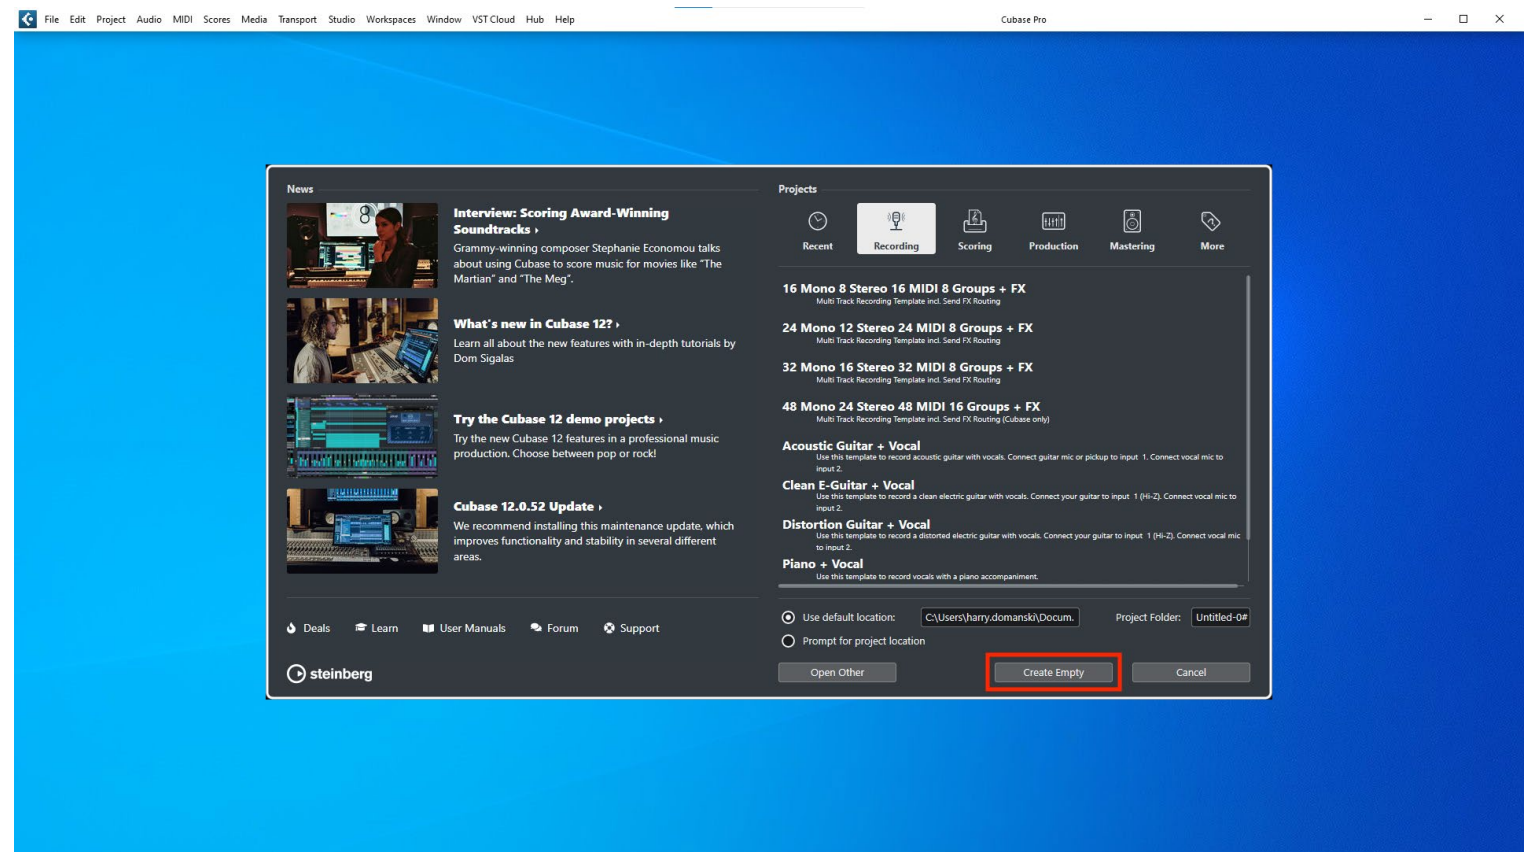 File Edit Project Audio MIDI Scores Media Transport Studio Workspaces Window VST Cloud Hub Help
Cubase Pro
News
Interview: Scoring Award-Winning
Soundtracks ›
Grammy-winning composer Stephanie Economou talks
about using Cubase to score music for movies like "The
Martian" and "The Meg".
What's new in Cubase 12? ›
Learn all about the new features with in-depth tutorials by
Dom Sigalas
Try the Cubase 12 demo projects ›
Try the new Cubase 12 features in a professional music
production. Choose between pop or rock!
Cubase 12.0.52 Update ›
We recommend installing this maintenance update, which
improves functionality and stability in several different
areas.
Deals Learn User Manuals Forum Support
steinberg
Projects
Recent Recording Scoring Production Mastering More
16 Mono 8 Stereo 16 MIDI 8 Groups + FX
Multi Track Recording Template incl. Send FX Routing
24 Mono 12 Stereo 24 MIDI 8 Groups + FX
Multi Track Recording Template incl. Send FX Routing
32 Mono 16 Stereo 32 MIDI 8 Groups + FX
Multi Track Recording Template incl. Send FX Routing
48 Mono 24 Stereo 48 MIDI 16 Groups + FX
Multi Track Recording Template incl. Send FX Routing (Cubase only)
Acoustic Guitar + Vocal
Use this template to record acoustic guitar with vocals. Connect guitar mic or pickup to input 1. Connect vocal mic to
input 2.
Clean E-Guitar + Vocal
Use this template to record a clean electric guitar with vocals. Connect your guitar to input 1 (Hi-Z). Connect vocal mic to
input 2.
Distortion Guitar + Vocal
Use this template to record a distorted electric guitar with vocals. Connect your guitar to input 1 (Hi-Z). Connect vocal mic
to input 2.
Piano + Vocal
Use this template to record vocals with a piano accompaniment.
Use default location: C:\Users\harry.domanski\Docum. Project Folder: Untitled-0#
Prompt for project location
Open Other Create Empty Cancel